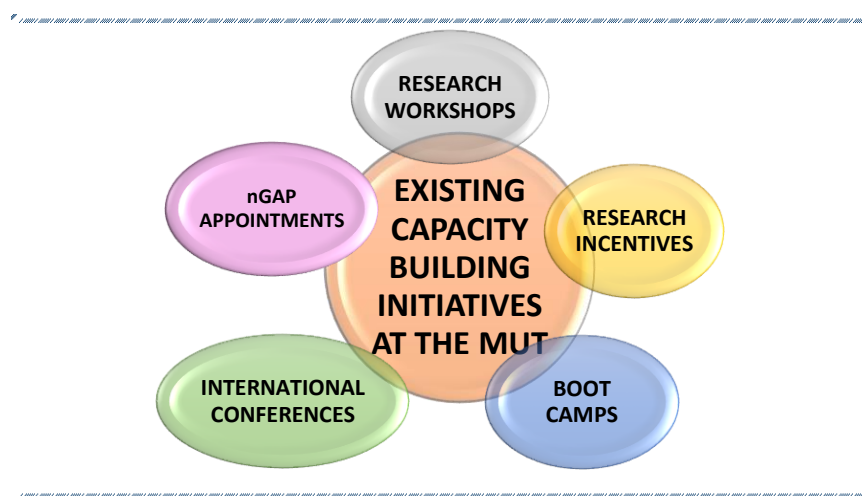 RESEARCH
WORKSHOPS
nGAP
APPOINTMENTS
EXISTING
CAPACITY
BUILDING
INITIATIVES
AT THE MUT
RESEARCH
INCENTIVES
INTERNATIONAL
CONFERENCES
BOOT
CAMPS